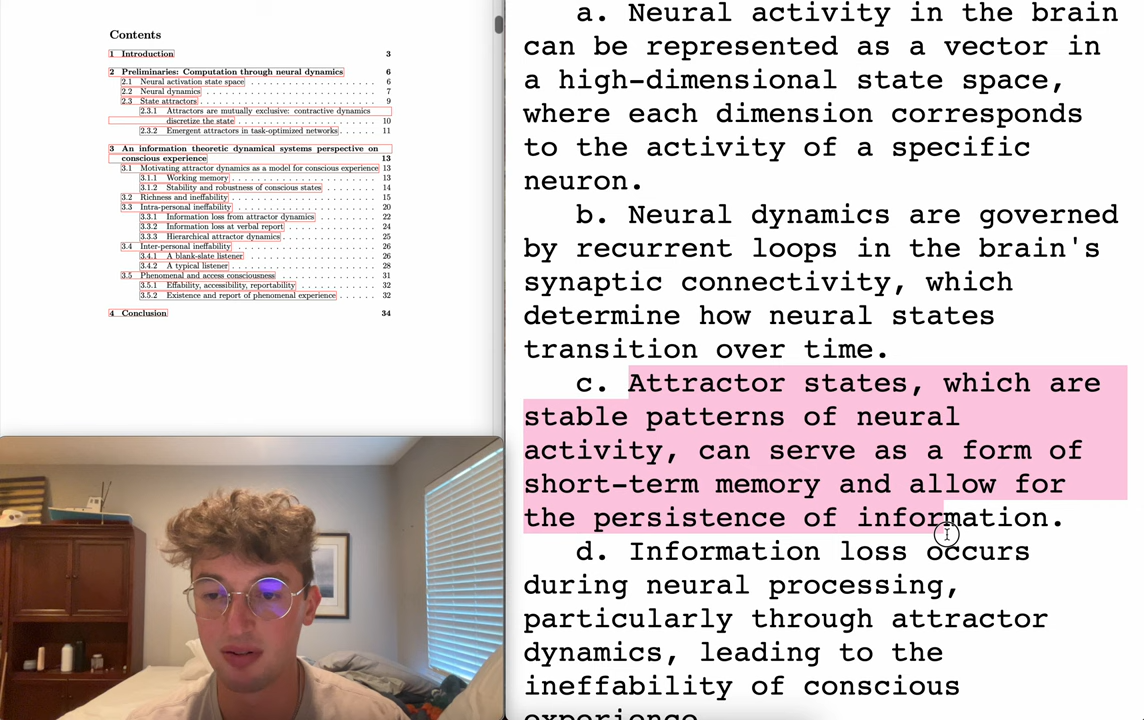 Contents
1 Introduction 3
2 Preliminaries: Computation through neural dynamics 6
2.1 Neural activation state space . . . . . . . . . . . . . . . . . . . . . 6
2.2 Neural dynamics . . . . . . . . . . . . . . . . . . . . . . . . . . . 7
2.3 State attractors . . . . . . . . . . . . . . . . . . . . . . . . . . . . 9
2.3.1 Attractors are mutually exclusive: contractive dynamics
discretize the state . . . . . . . . . . . . . . . . . . . . . . 10
2.3.2 Emergent attractors in task-optimized networks . . . . . . 11
3 An information theoretic dynamical systems perspective on
conscious experience 13
3.1 Motivating attractor dynamics as a model for conscious experience 13
3.1.1 Working memory . . . . . . . . . . . . . . . . . . . . . . . 13
3.1.2 Stability and robustness of conscious states . . . . . . . . 14
3.2 Richness and ineffability . . . . . . . . . . . . . . . . . . . . . . . 15
3.3 Intra-personal ineffability . . . . . . . . . . . . . . . . . . . . . . 20
3.3.1 Information loss from attractor dynamics . . . . . . . . . 22
3.3.2 Information loss at verbal report . . . . . . . . . . . . . . 24
3.3.3 Hierarchical attractor dynamics . . . . . . . . . . . . . . . 25
3.4 Inter-personal ineffability . . . . . . . . . . . . . . . . . . . . . . 26
3.4.1 A blank-slate listener . . . . . . . . . . . . . . . . . . . . 26
3.4.2 A typical listener . . . . . . . . . . . . . . . . . . . . . . . 28
3.5 Phenomenal and access consciousness . . . . . . . . . . . . . . . 31
3.5.1 Effability, accessibility, reportability . . . . . . . . . . . . . 32
3.5.2 Existence and report of phenomenal experience . . . . . . 32
4 Conclusion 34
a. Neural activity in the brain
can be represented as a vector in
a high-dimensional state space,
where each dimension corresponds
to the activity of a specific
neuron.
b. Neural dynamics are governed
by recurrent loops in the brain's
synaptic connectivity, which
determine how neural states
transition over time.
c. Attractor states, which are
stable patterns of neural
activity, can serve as a form of
short-term memory and allow for
the persistence of information.
d. Information loss occurs
during neural processing,
particularly through attractor
dynamics, leading to the
ineffability of conscious
experience